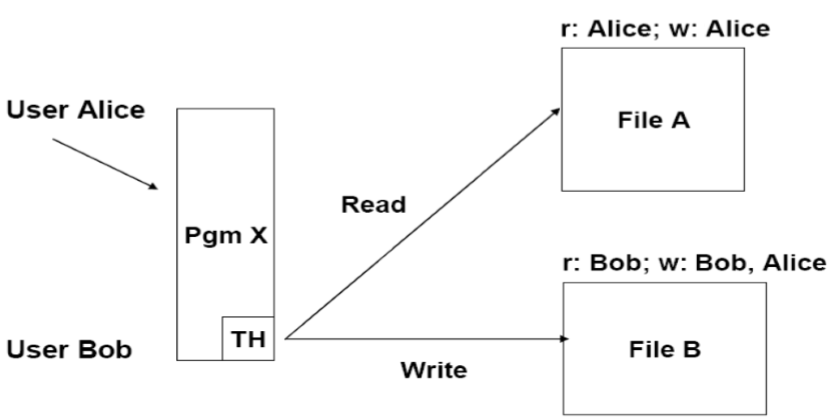 r: Alice; w: Alice
User Alice
File A
Read
Pgm X
r: Bob; w: Bob, Alice
User Bob
TH
File B
Write